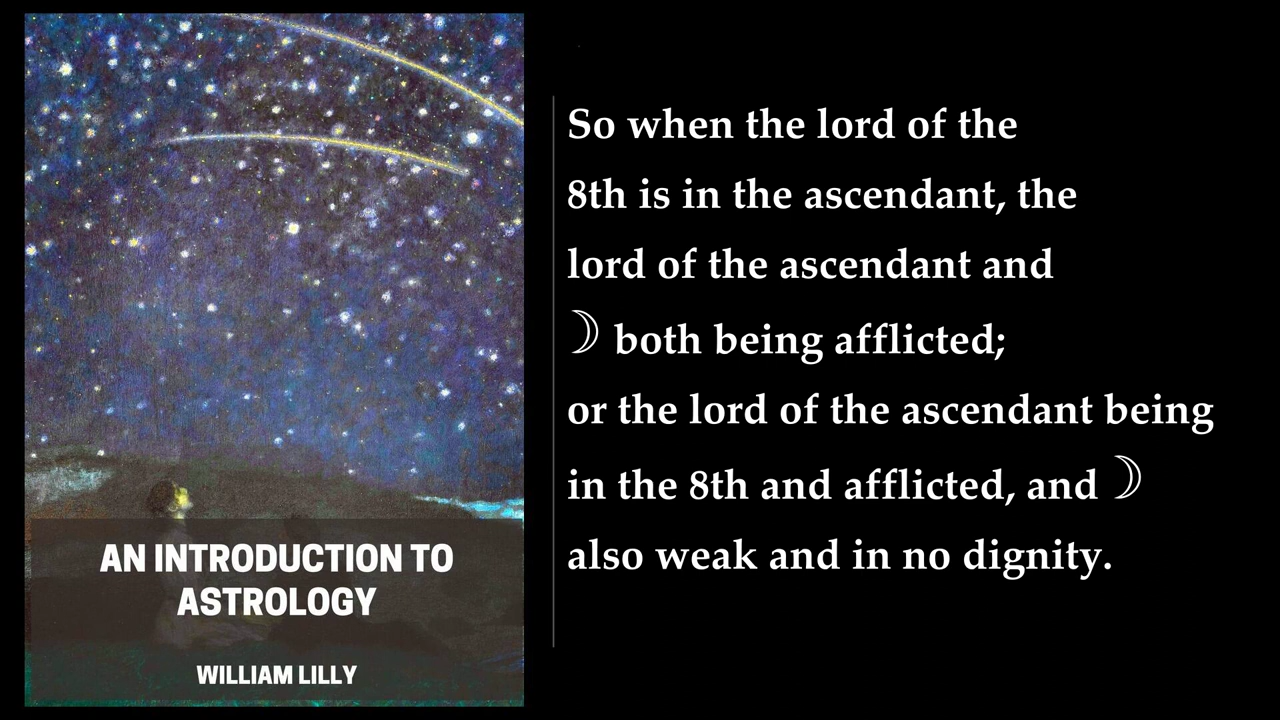 AN INTRODUCTION TO
ASTROLOGY
WILLIAM LILLY
So when the lord of the
8th is in the ascendant, the
lord of the ascendant and
☽ both being afflicted;
or the lord of the ascendant being
in the 8th and afflicted, and ☽
also weak and in no dignity.